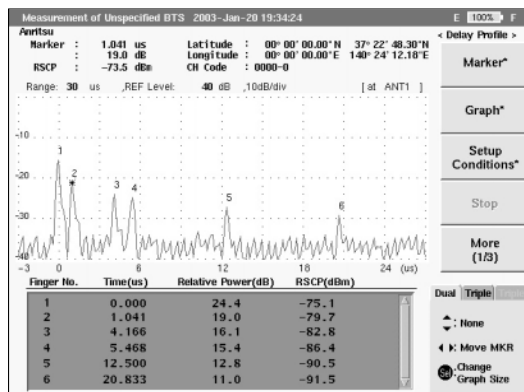 Measurement of Unspecified BTS 2003-Jan-20 19:34:24 E 100% F
Anritsu
< Delay Profile >
Marker : 1.041 us Latitude : 00° 00' 00.00"N 37° 22' 48.30"N
: 19.0 dB Longitude : 00° 00' 00.00"E 140° 24' 12.18"E
RSCP : -73.5 dBm CH Code : 0000-0
Marker*
Range: 30 us ,REF Level: 40 dB ,10dB/div [ at ANT1 ]
Graph*
-10
Setup
Conditions*
1
2
3 4
5
6
-20
-30
-40
Stop
-3 0 6 12 18 24 (us)
More
(1/3)
Finger No. Time(us) Relative Power(dB) RSCP(dBm)
1 0.000 24.4 -75.1
2 1.041 19.0 -79.7
3 4.166 16.1 -82.8
4 5.468 15.4 -86.4
5 12.500 12.8 -90.5
6 20.833 11.0 -91.5
Dual Triple Triple
: None
: Move MKR
Sel :Change
Graph Size